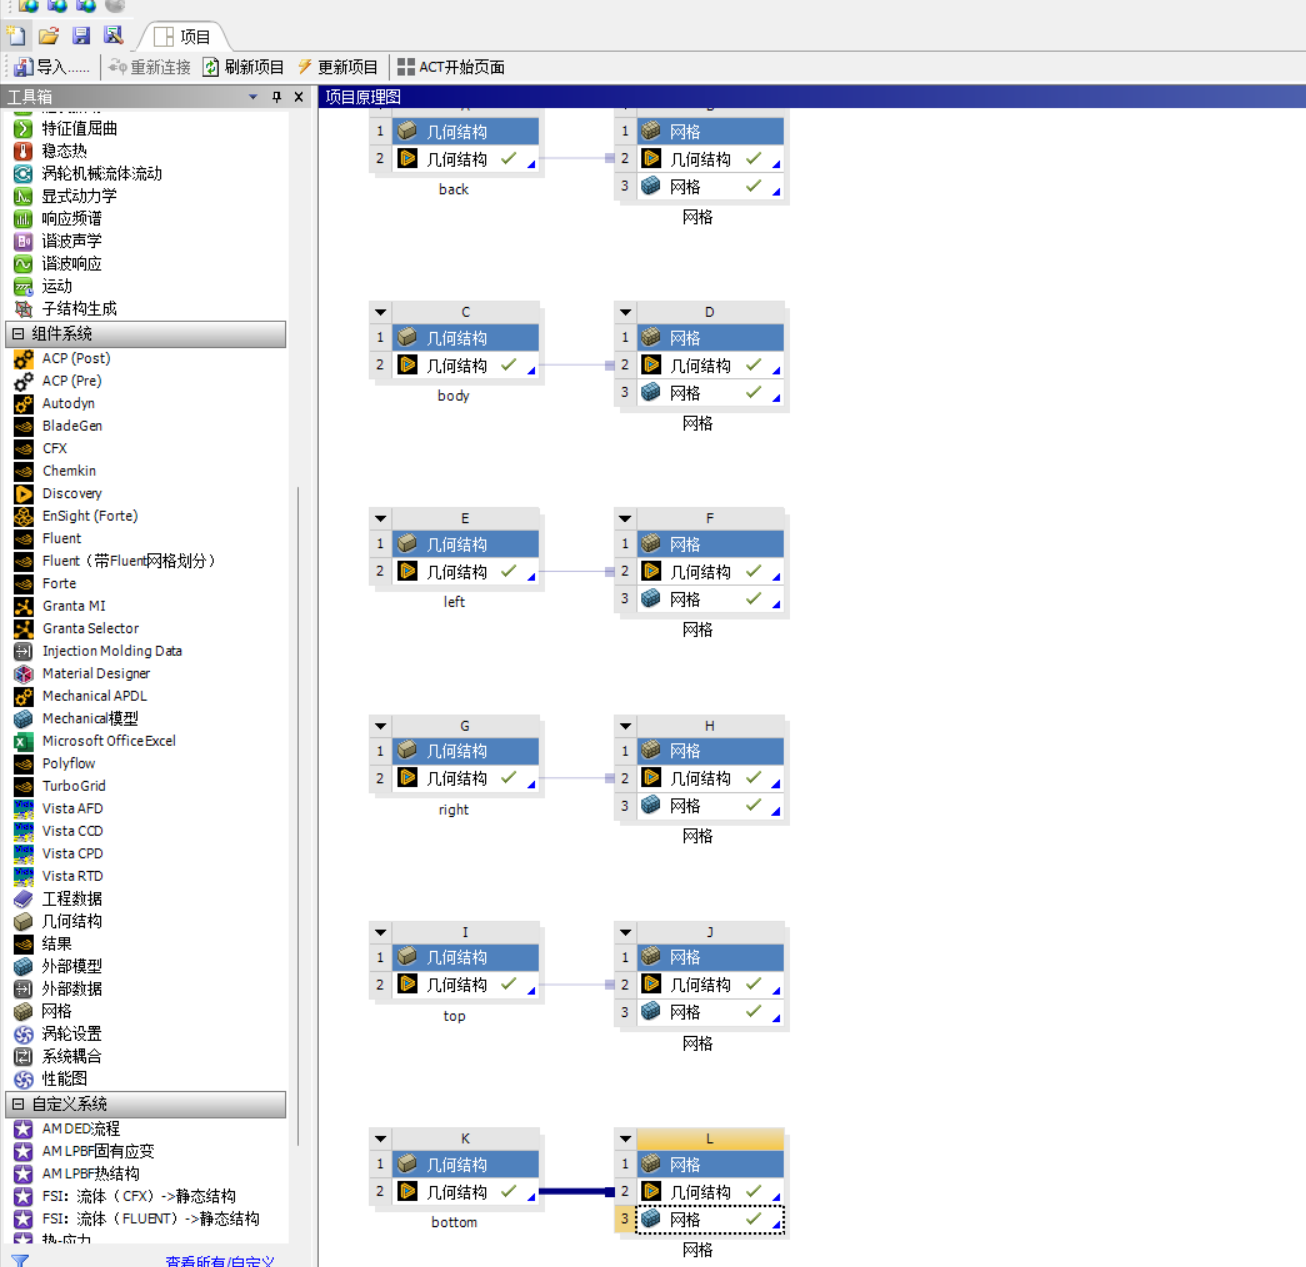 项目
导入......
重新连接
刷新项目
更新项目
ACT开始页面
工具箱
特征值屈曲
稳态热
涡轮机械流体流动
显式动力学
响应频谱
谐波声学
谐波响应
运动
子结构生成
组件系统
ACP (Post)
ACP (Pre)
Autodyn
BladeGen
CFX
Chemkin
Discovery
EnSight (Forte)
Fluent
Fluent（带Fluent网格划分）
Forte
Granta MI
Granta Selector
Injection Molding Data
Material Designer
Mechanical APDL
Mechanical模型
Microsoft Office Excel
Polyflow
TurboGrid
Vista AFD
Vista CCD
Vista CPD
Vista RTD
工程数据
几何结构
结果
外部模型
外部数据
网格
涡轮设置
系统耦合
性能图
自定义系统
AM DED流程
AM LPBF固有应变
AM LPBF热结构
FSI：流体（CFX）->静态结构
FSI：流体（FLUENT）->静态结构
热-应力
查看所有/自定义
项目原理图
1 几何结构
2 几何结构
back
1 网格
2 几何结构
3 网格
网格
C
1 几何结构
2 几何结构
body
D
1 网格
2 几何结构
3 网格
网格
E
1 几何结构
2 几何结构
left
F
1 网格
2 几何结构
3 网格
网格
G
1 几何结构
2 几何结构
right
H
1 网格
2 几何结构
3 网格
网格
I
1 几何结构
2 几何结构
top
J
1 网格
2 几何结构
3 网格
网格
K
1 几何结构
2 几何结构
bottom
L
1 网格
2 几何结构
3 网格
网格